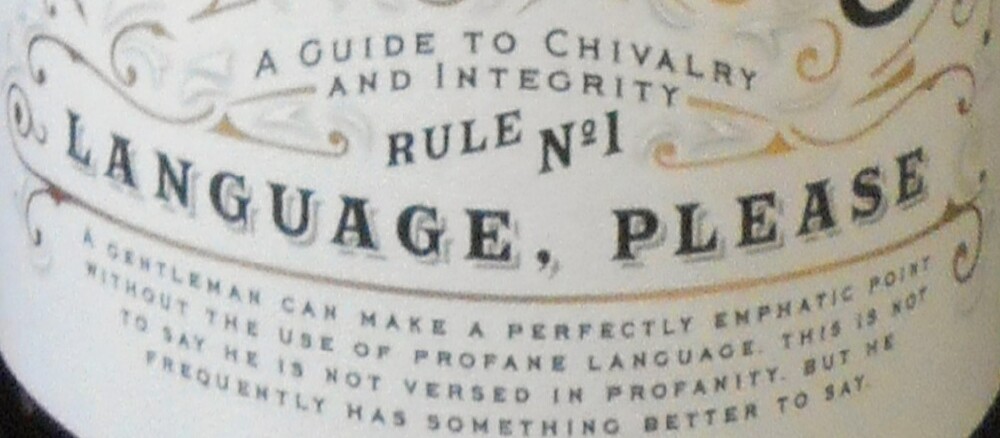 A GUIDE TO CHIVALRY
AND INTEGRITY
RULE Nº1
LANGUAGE, PLEASE
A GENTLEMAN CAN MAKE A PERFECTLY EMPHATIC POINT
WITHOUT THE USE OF PROFANE LANGUAGE. THIS IS NOT
TO SAY HE IS NOT VERSED IN PROFANITY. BUT HE
FREQUENTLY HAS SOMETHING BETTER TO SAY.